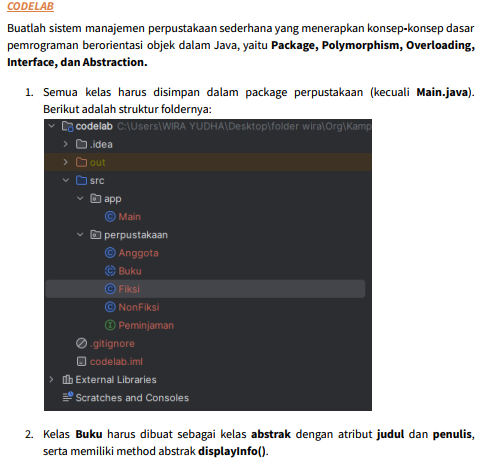 CODELAB
Buatlah sistem manajemen perpustakaan sederhana yang menerapkan konsep-konsep dasar
pemrograman berorientasi objek dalam Java, yaitu Package, Polymorphism, Overloading,
Interface, dan Abstraction.
1. Semua kelas harus disimpan dalam package perpustakaan (kecuali Main.java).
Berikut adalah struktur foldernya:
codelab C:\Users\WIRA YUDHA\Desktop\folder wira\Org\Kamp
.idea
out
src
app
Main
perpustakaan
Anggota
Buku
Fiksi
NonFiksi
Peminjaman
.gitignore
codelab.iml
External Libraries
Scratches and Consoles
2. Kelas Buku harus dibuat sebagai kelas abstrak dengan atribut judul dan penulis,
serta memiliki method abstrak displayInfo().